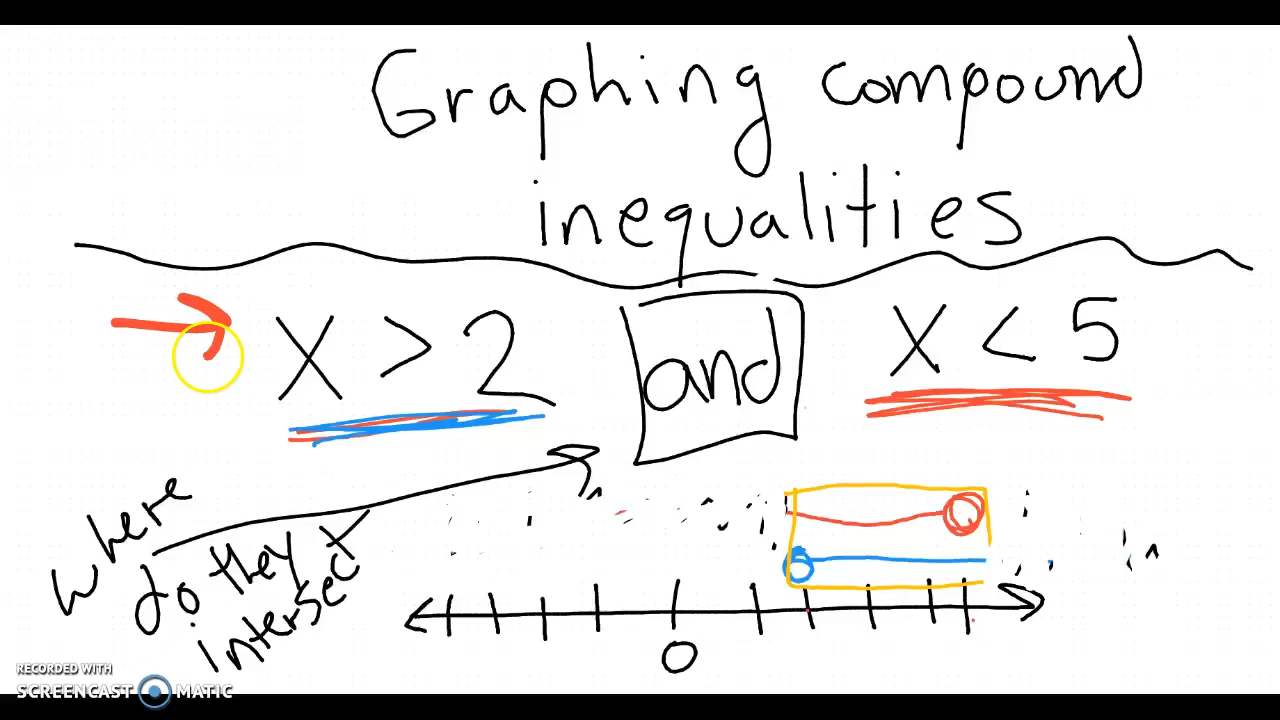 Graphing compound
inequalities
X > 2 and X < 5
where
do they
intersect
0
RECORDED WITH
SCREENCAST MATIC